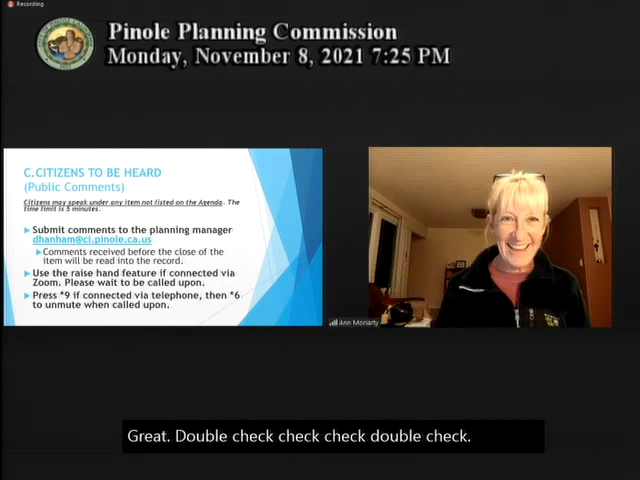 Recording
Pinole Planning Commission
Monday, November 8, 2021 7:25 PM
C.CITIZENS TO BE HEARD
(Public Comments)
Citizens may speak under any item not listed on the Agenda. The
time limit is 5 minutes.
Submit comments to the planning manager
dhanham@ci.pinole.ca.us
Comments received before the close of the
item will be read into the record.
Use the raise hand feature if connected via
Zoom. Please wait to be called upon.
Press *9 if connected via telephone, then *6
to unmute when called upon.
Ann Moriarty
Great. Double check check check double check.